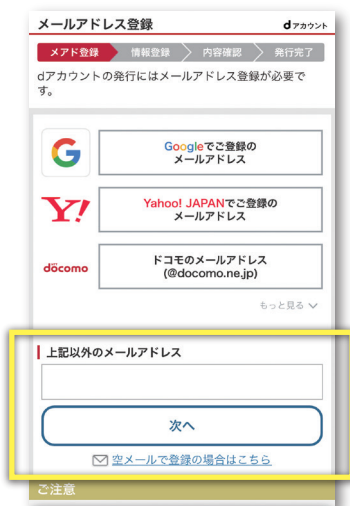 メールアドレス登録
dアカウント
メアド登録
情報登録
内容確認
発行完了
dアカウントの発行にはメールアドレス登録が必要で
す。
G
Googleでご登録の
メールアドレス
Y!
Yahoo! JAPANでご登録の
メールアドレス
döcomo
ドコモのメールアドレス
(@docomo.ne.jp)
もっと見る
上記以外のメールアドレス
次へ
空メールで登録の場合はこちら
ご注意